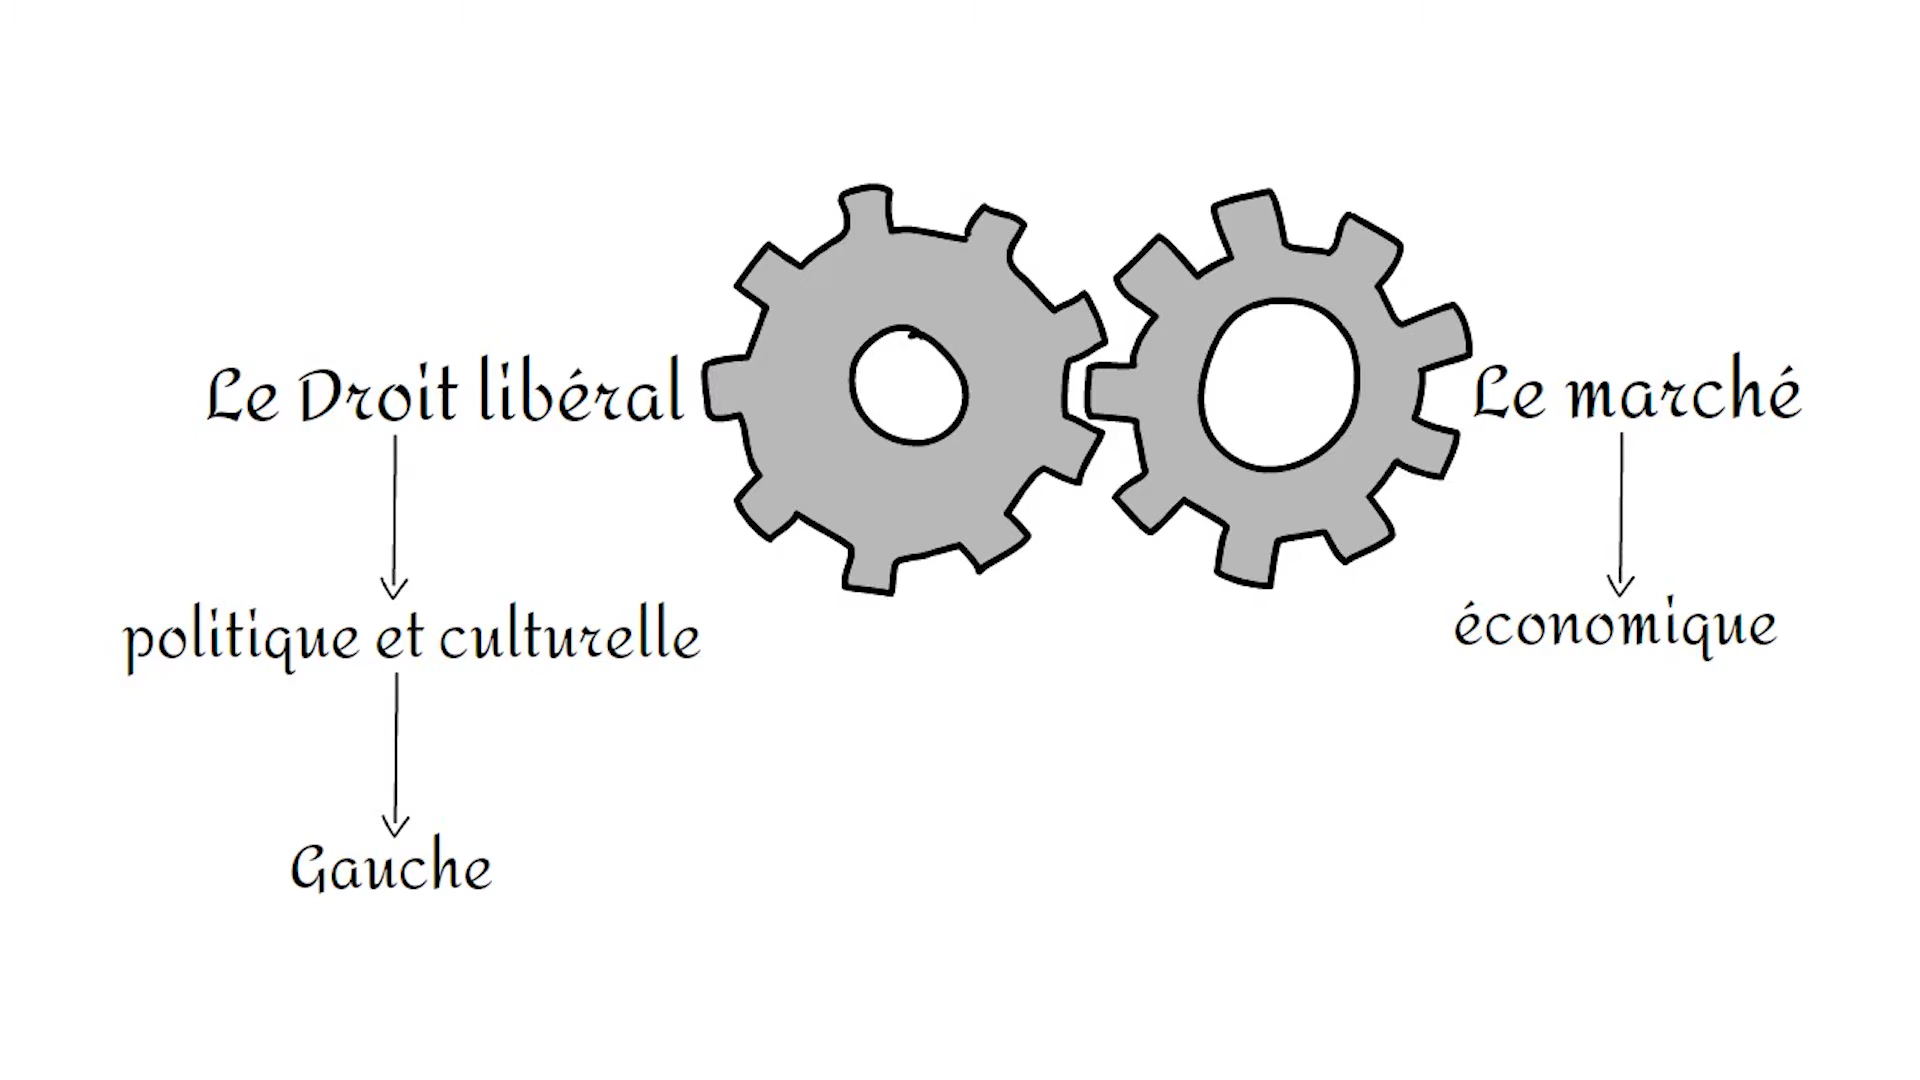 Le Droit libéral
Le marché
politique et culturelle
économique
Gauche